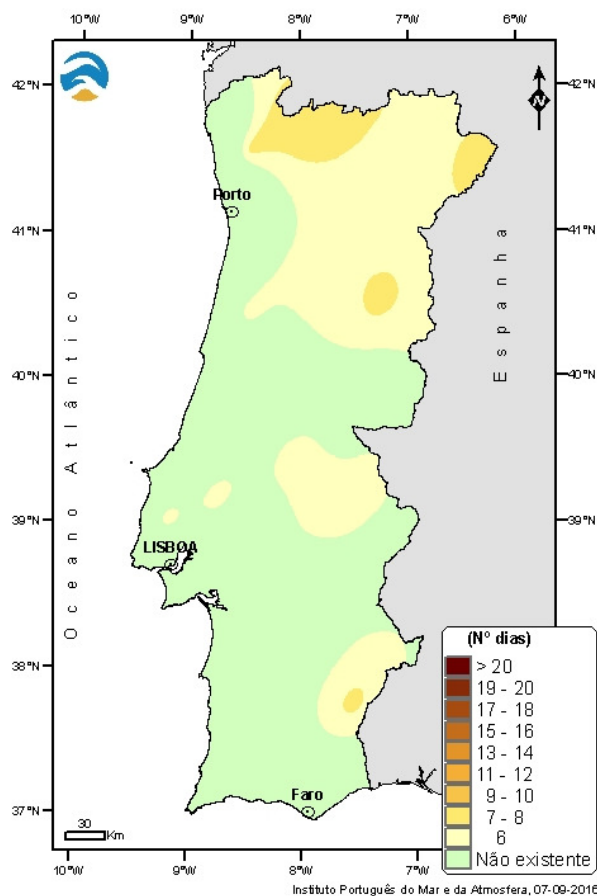 10°W 9°W 8°W 7°W 6°W
42°N 42°N
Porto
41°N 41°N
Oceano Atlântico
Espanha
40°N 40°N
39°N 39°N
LISBOA
38°N
(Nº dias)
> 20
19 - 20
17 - 18
15 - 16
13 - 14
11 - 12
9 - 10
7 - 8
6
Não existente
37°N
Faro
30
Km
10°W 9°W 8°W 7°W
N
Instituto Português do Mar e da Atmosfera, 07-09-2016